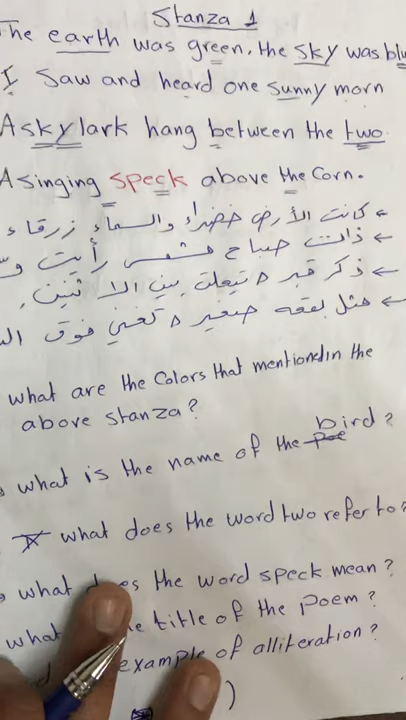 Stanza 1
The earth was green, the sky was blu
I saw and heard one sunny morn
A skylark hang between the two
A singing speck above the Corn.
كانت الأرض خضراء والسماء زرقاء
ذات صباح مشمس رأيت
ذكر قبرة تعلق بين الاثنين
مثل بقعه صغيرة تغني فوق
what are the Colors that mentioned in the
above stanza?
what is the name of the bird?
what does the word two refer to?
what does the word speck mean?
what title of the poem?
example of alliteration?
)